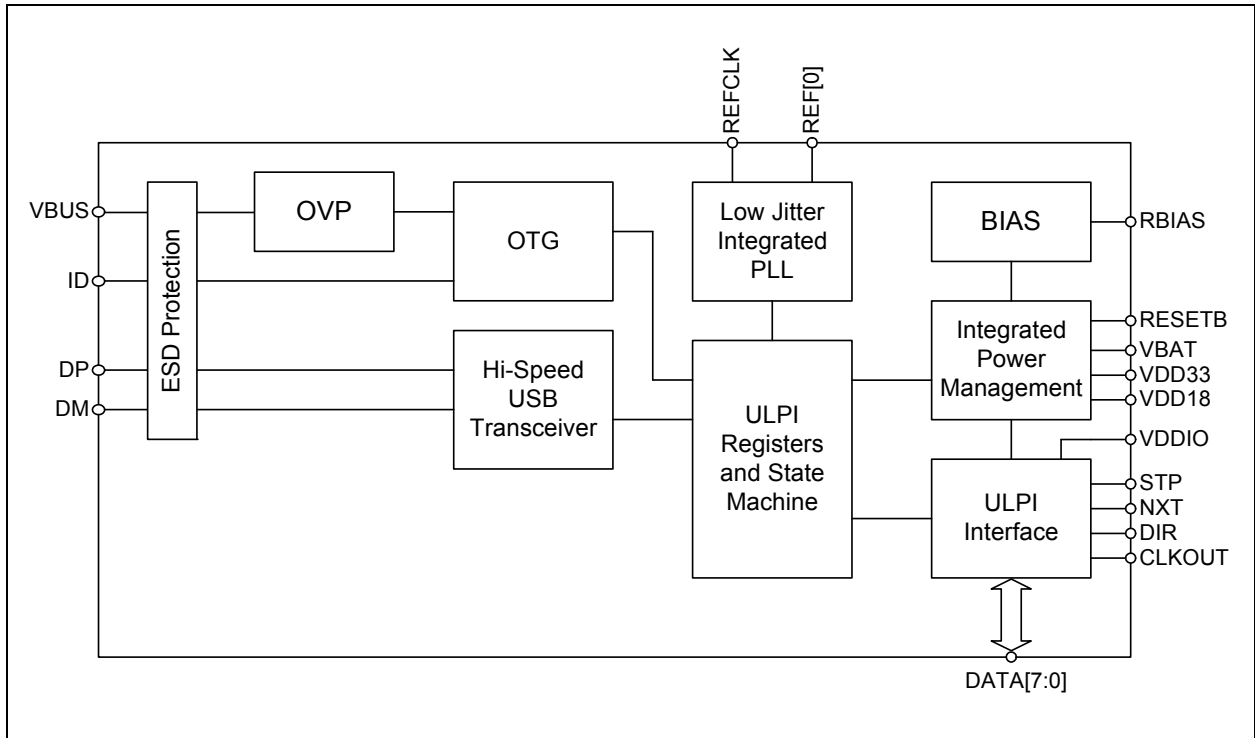 REFCLK
REF[0]
VBUS
ID
DP
DM
ESD Protection
OVP
OTG
Hi-Speed
USB
Transceiver
Low Jitter
Integrated
PLL
ULPI
Registers
and State
Machine
BIAS
Integrated
Power
Management
ULPI
Interface
RBIAS
RESETB
VBAT
VDD33
VDD18
VDDIO
STP
NXT
DIR
CLKOUT
DATA[7:0]